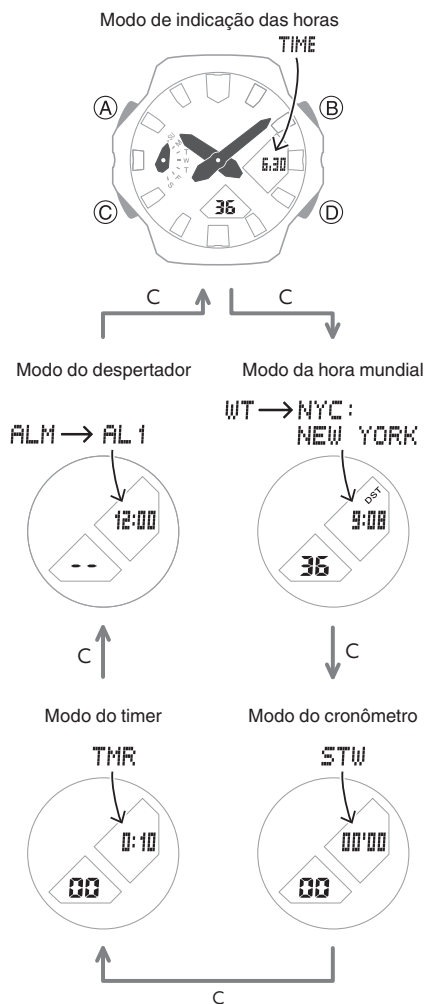 Modo de indicação das horas
TIME
A
B
SU M T W T F S
6:30
36
C
D
C
C
Modo do despertador
Modo da hora mundial
ALM AL1
WT NYC:
NEW YORK
12:00
--
DST
9:08
36
C
C
Modo do timer
Modo do cronômetro
TMR
STW
0:10
00
00'00
00
C